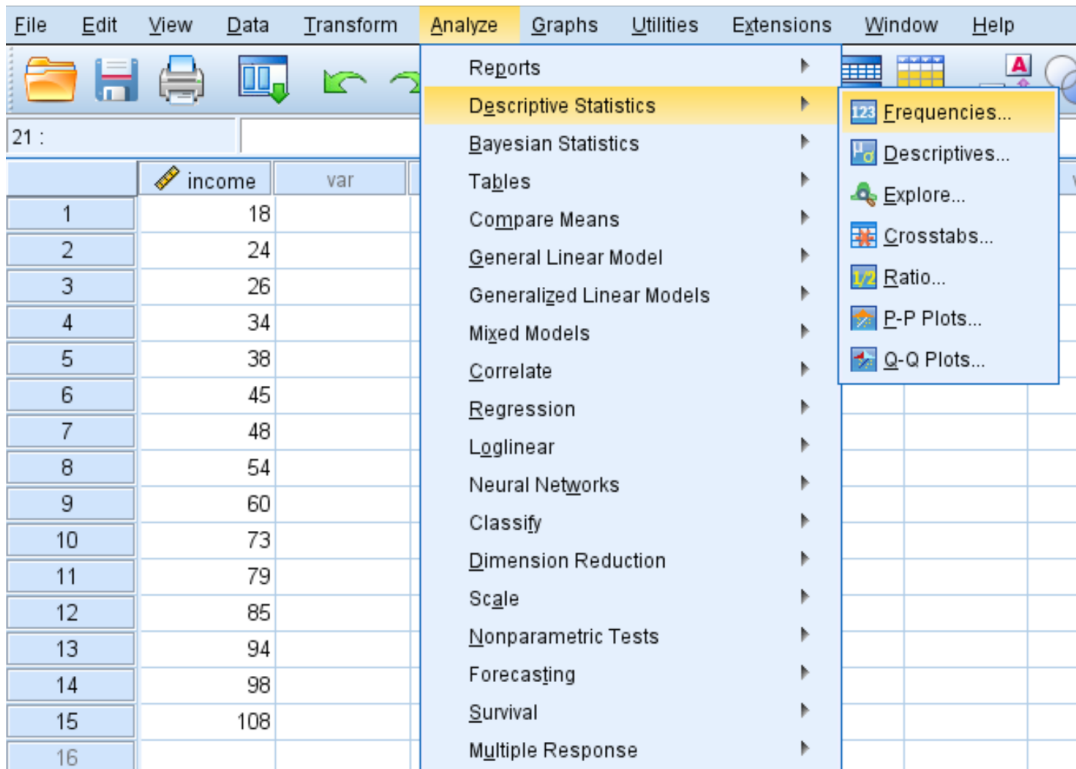 File Edit View Data Transform Analyze Graphs Utilities Extensions Window Help
A
21 :
income var
1 18
2 24
3 26
4 34
5 38
6 45
7 48
8 54
9 60
10 73
11 79
12 85
13 94
14 98
15 108
16
Reports
Descriptive Statistics
Bayesian Statistics
Tables
Compare Means
General Linear Model
Generalized Linear Models
Mixed Models
Correlate
Regression
Loglinear
Neural Networks
Classify
Dimension Reduction
Scale
Nonparametric Tests
Forecasting
Survival
Multiple Response
123 Frequencies...
μσ Descriptives...
Explore...
Crosstabs...
1/2 Ratio...
P-P Plots...
Q-Q Plots...